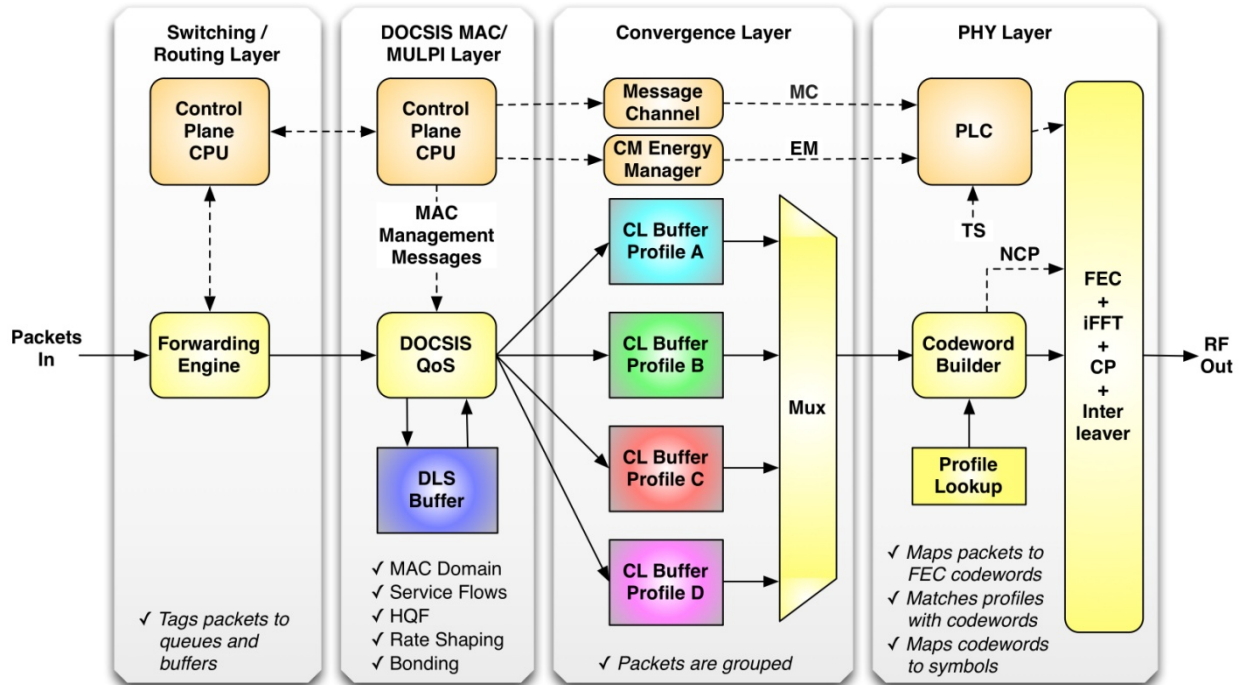 Switching /
Routing Layer
Control
Plane
CPU
Packets
In
Forwarding
Engine
✓ Tags packets to
queues and
buffers
DOCSIS MAC/
MULPI Layer
Control
Plane
CPU
MAC
Management
Messages
DOCSIS
QoS
DLS
Buffer
✓ MAC Domain
✓ Service Flows
✓ HQF
✓ Rate Shaping
✓ Bonding
Convergence Layer
Message
Channel
MC
CM Energy
Manager
EM
CL Buffer
Profile A
CL Buffer
Profile B
CL Buffer
Profile C
CL Buffer
Profile D
Mux
✓ Packets are grouped
PHY Layer
PLC
TS
NCP
Codeword
Builder
Profile
Lookup
✓ Maps packets to
FEC codewords
✓ Matches profiles
with codewords
✓ Maps codewords
to symbols
FEC
+
iFFT
+
CP
+
Inter
leaver
RF
Out